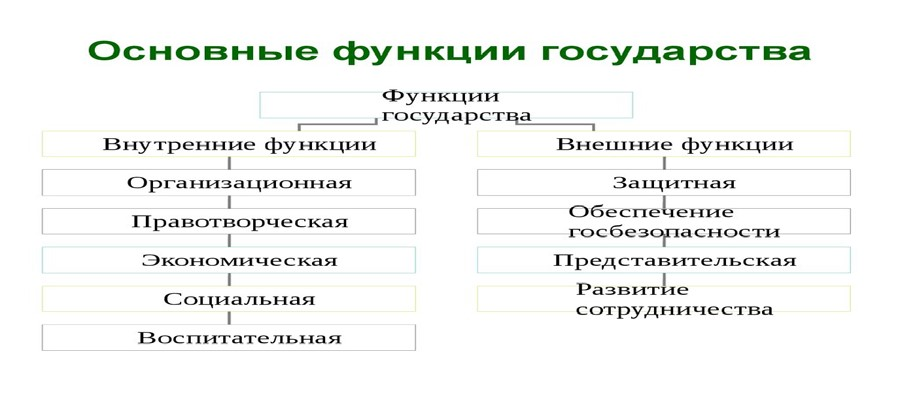 Основные функции государства
Функции
государства
Внутренние функции
Организационная
Правотворческая
Экономическая
Социальная
Воспитательная
Внешние функции
Защитная
Обеспечение
госбезопасности
Представительская
Развитие
сотрудничества